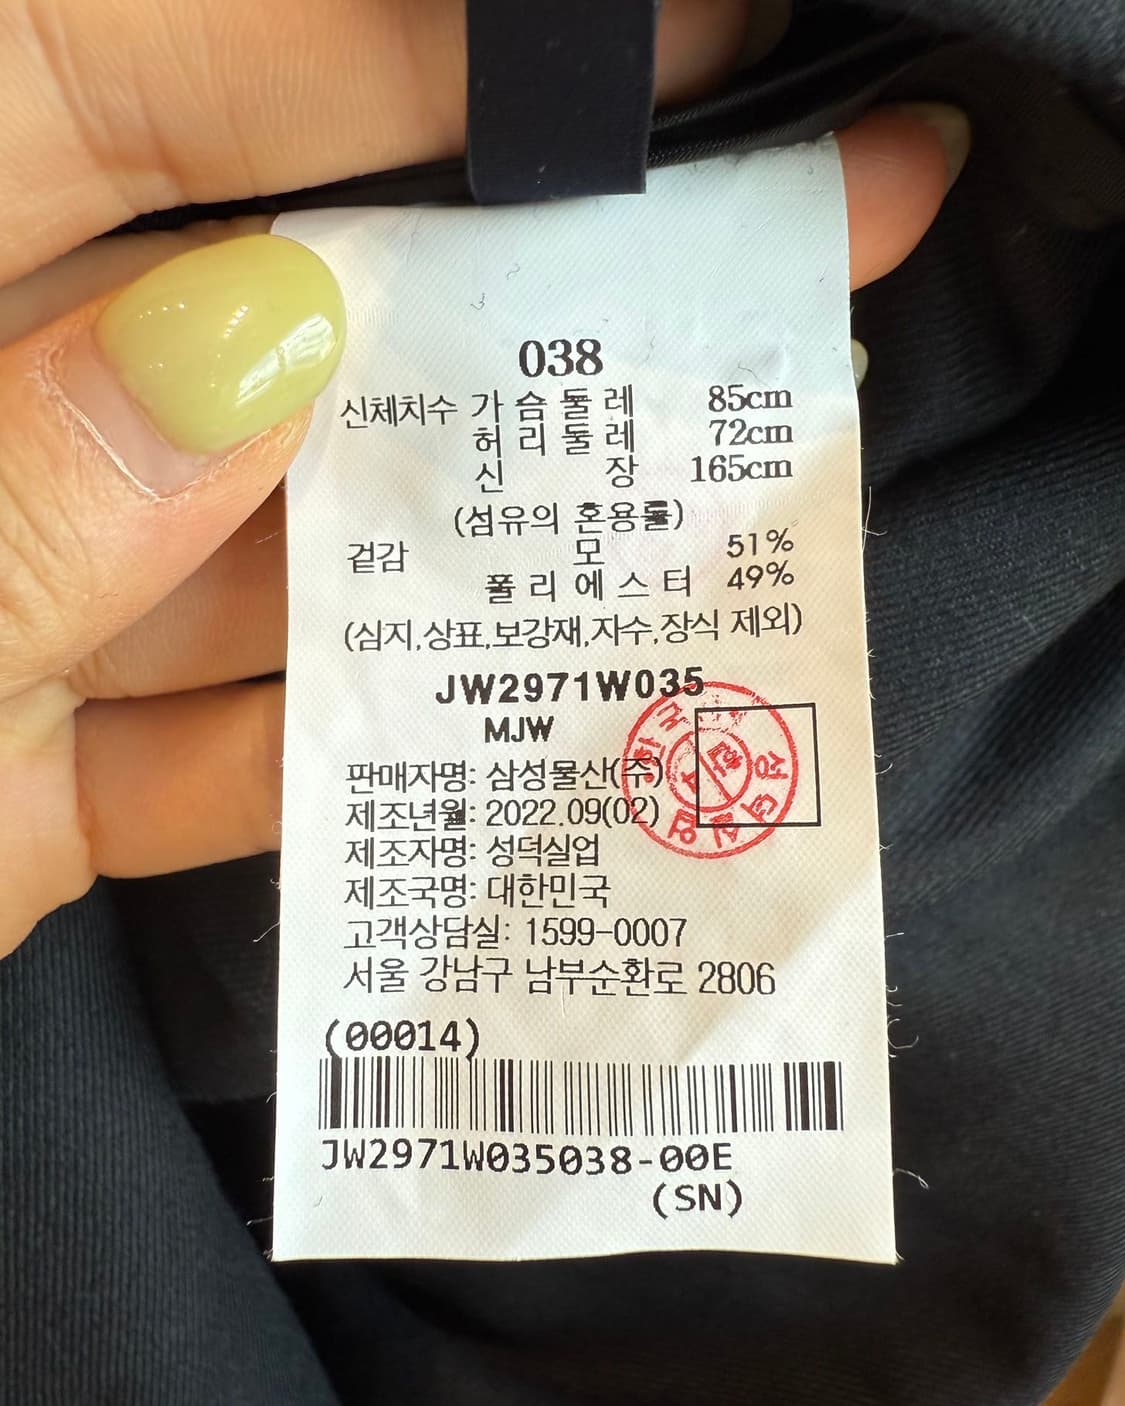 038
신체치수 가슴둘레 85cm
허리둘레 72cm
신장 165cm
(섬유의 혼용률)
겉감 모 51%
폴리에스터 49%
(심지,상표,보강재,자수,장식 제외)
JW2971W035
MJW
판매자명: 삼성물산(주)
제조년월: 2022.09(02)
제조자명: 성덕실업
제조국명: 대한민국
고객상담실: 1599-0007
서울 강남구 남부순환로 2806
(00014)
JW2971W035038-00E
(SN)
성덕실업